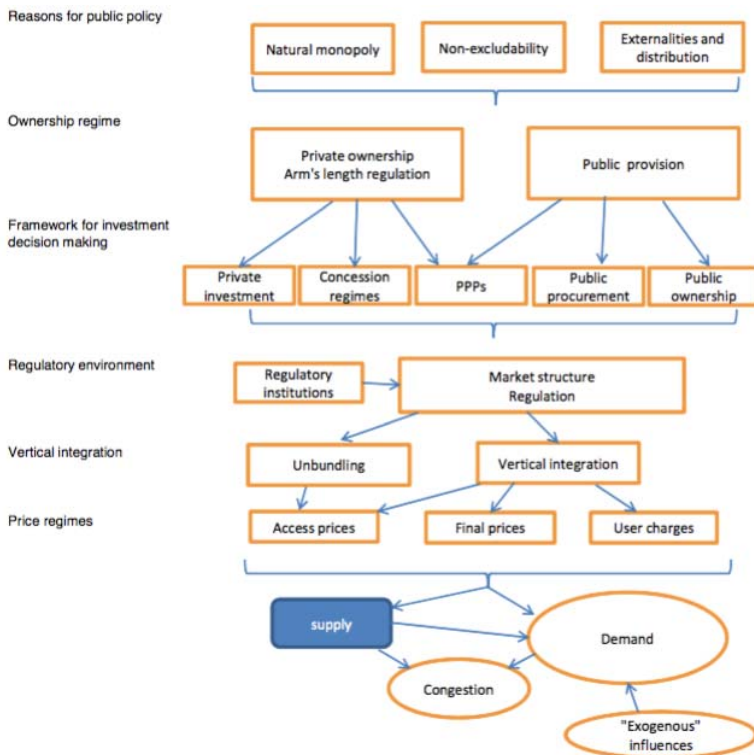 Reasons for public policy
Natural monopoly
Non-excludability
Externalities and
distribution
Ownership regime
Private ownership
Arm's length regulation
Public provision
Framework for investment
decision making
Private
investment
Concession
regimes
PPPs
Public
procurement
Public
ownership
Regulatory environment
Regulatory
institutions
Market structure
Regulation
Vertical integration
Unbundling
Vertical integration
Price regimes
Access prices
Final prices
User charges
supply
Demand
Congestion
"Exogenous"
influences